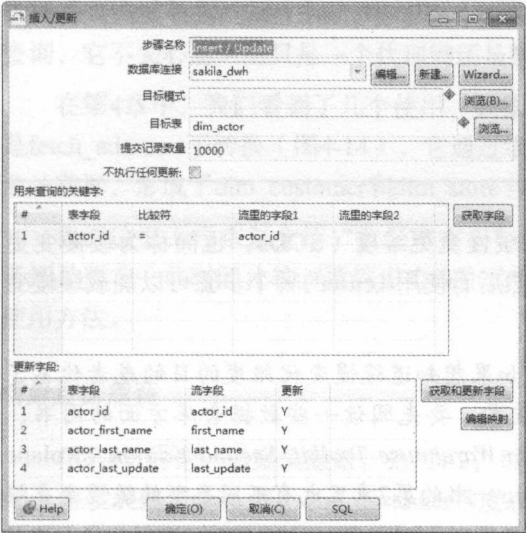 插入/更新
步骤名称 Insert / Update
数据库连接 sakila_dwh 编辑... 新建... Wizard...
目标模式 浏览(B)...
目标表 dim_actor 浏览...
提交记录数量 10000
不执行任何更新:
用来查询的关键字:
# 表字段 比较符 流里的字段1 流里的字段2 获取字段
1 actor_id = actor_id
更新字段:
# 表字段 流字段 更新 获取和更新字段
1 actor_id actor_id Y
编辑映射
2 actor_first_name first_name Y
3 actor_last_name last_name Y
4 actor_last_update last_update Y
Help 确定(O) 取消(C) SQL